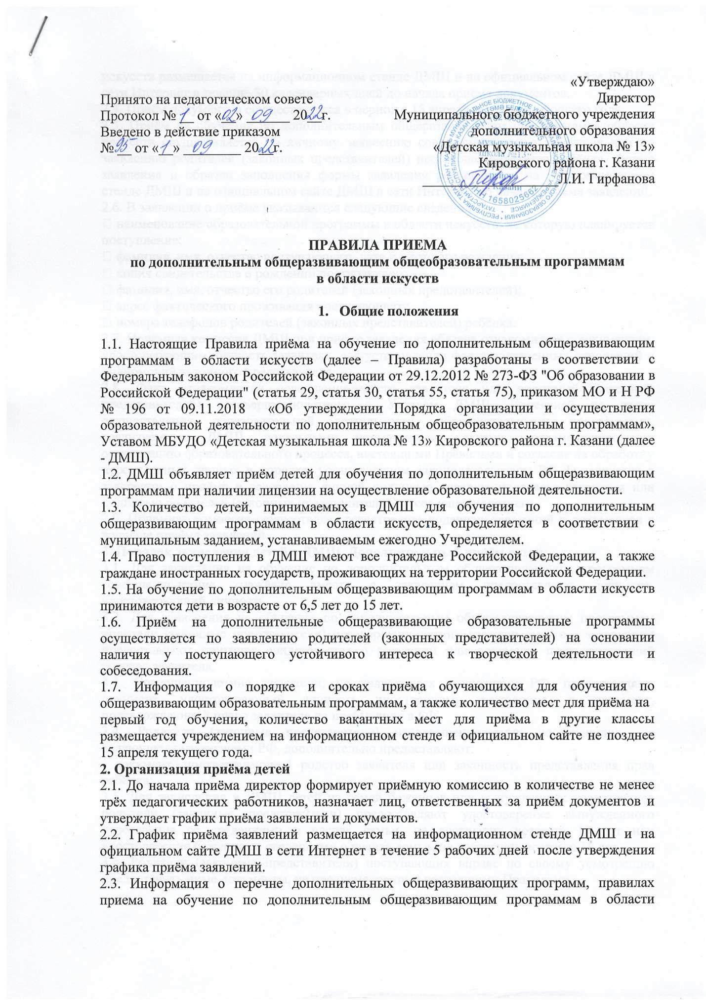 «Утверждаю»
Принято на педагогическом совете
Директор
Протокол № 1 от «02» 09 2022г.
Муниципального бюджетного учреждения
Введено в действие приказом
дополнительного образования
№ 95 от «1» 09 2022г.
«Детская музыкальная школа № 13»
Кировского района г. Казани
Л.И. Гирфанова
ИНН 1658025662
ПРАВИЛА ПРИЕМА
по дополнительным общеразвивающим общеобразовательным программам
в области искусств
1. Общие положения
1.1. Настоящие Правила приёма на обучение по дополнительным общеразвивающим
программам в области искусств (далее – Правила) разработаны в соответствии с
Федеральным законом Российской Федерации от 29.12.2012 № 273-ФЗ "Об образовании в
Российской Федерации" (статья 29, статья 30, статья 55, статья 75), приказом МО и Н РФ
№ 196 от 09.11.2018 «Об утверждении Порядка организации и осуществления
образовательной деятельности по дополнительным общеобразовательным программам»,
Уставом МБУДО «Детская музыкальная школа № 13» Кировского района г. Казани (далее
- ДМШ).
1.2. ДМШ объявляет приём детей для обучения по дополнительным общеразвивающим
программам при наличии лицензии на осуществление образовательной деятельности.
1.3. Количество детей, принимаемых в ДМШ для обучения по дополнительным
общеразвивающим программам в области искусств, определяется в соответствии с
муниципальным заданием, устанавливаемым ежегодно Учредителем.
1.4. Право поступления в ДМШ имеют все граждане Российской Федерации, а также
граждане иностранных государств, проживающих на территории Российской Федерации.
1.5. На обучение по дополнительным общеразвивающим программам в области искусств
принимаются дети в возрасте от 6,5 лет до 15 лет.
1.6. Приём на дополнительные общеразвивающие образовательные программы
осуществляется по заявлению родителей (законных представителей) на основании
наличия у поступающего устойчивого интереса к творческой деятельности и
собеседования.
1.7. Информация о порядке и сроках приёма обучающихся для обучения по
общеразвивающим образовательным программам, а также количество мест для приёма на
первый год обучения, количество вакантных мест для приёма в другие классы
размещается учреждением на информационном стенде и официальном сайте не позднее
15 апреля текущего года.
2. Организация приёма детей
2.1. До начала приёма директор формирует приёмную комиссию в количестве не менее
трёх педагогических работников, назначает лиц, ответственных за приём документов и
утверждает график приёма заявлений и документов.
2.2. График приёма заявлений размещается на информационном стенде ДМШ и на
официальном сайте ДМШ в сети Интернет в течение 5 рабочих дней после утверждения
графика приёма заявлений.
2.3. Информация о перечне дополнительных общеразвивающих программ, правилах
приема на обучение по дополнительным общеразвивающим программам в области